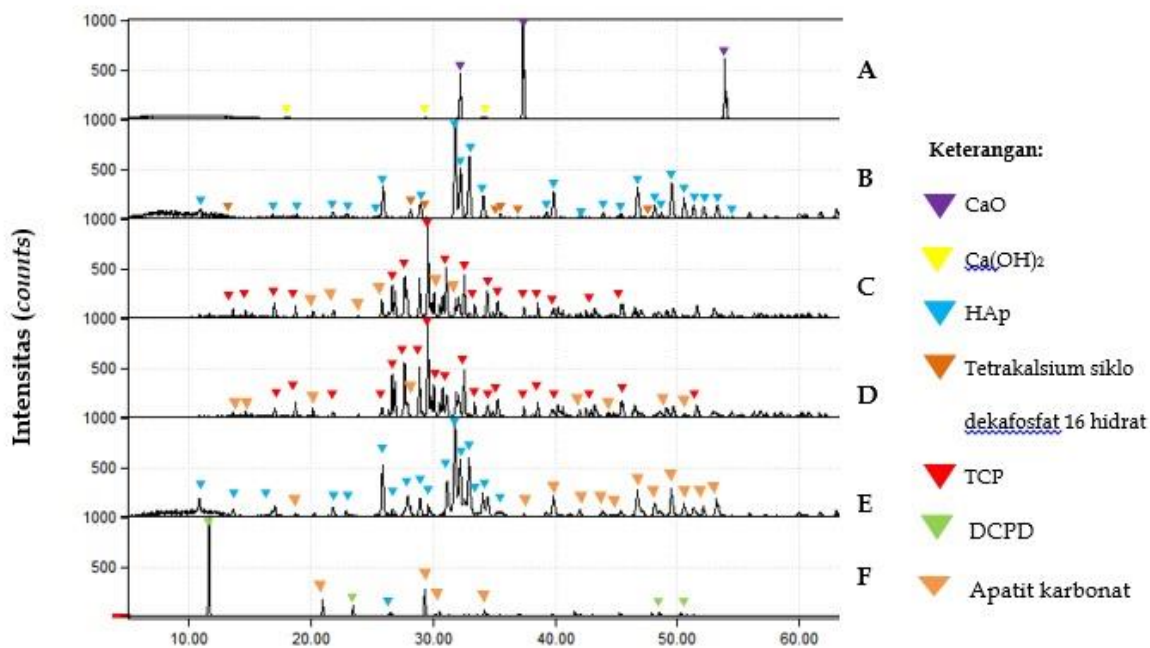 1000
500
A
1000
500
B
1000
500
C
1000
500
D
1000
500
E
1000
500
F
10.00 20.00 30.00 40.00 50.00 60.00
Intensitas (counts)
Keterangan:
CaO
Ca(OH)₂
HAp
Tetrakalsium siklo
dekafosfat 16 hidrat
TCP
DCPD
Apatit karbonat